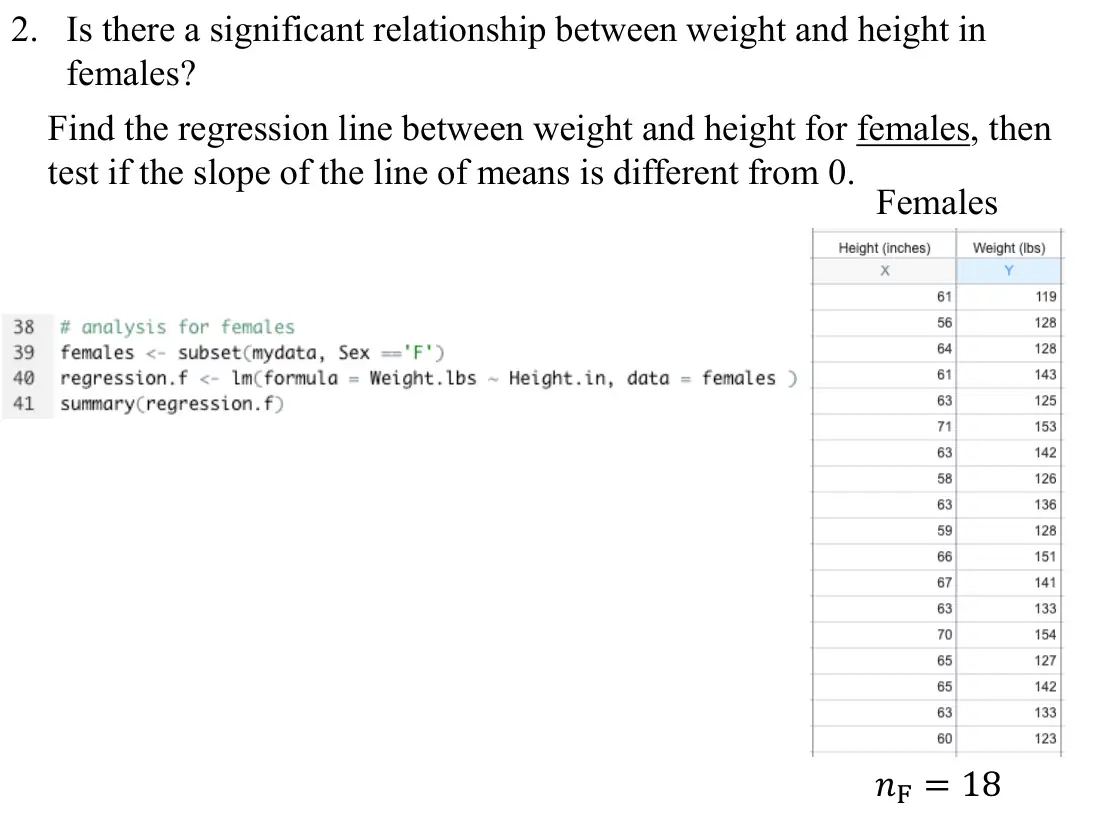 2. Is there a significant relationship between weight and height in
females?
Find the regression line between weight and height for females, then
test if the slope of the line of means is different from 0.
Females
38 # analysis for females
39 females <- subset(mydata, Sex =='F')
40 regression.f <- lm(formula = Weight.lbs ~ Height.in, data = females )
41 summary(regression.f)
Height (inches) Weight (lbs)
X Y
61 119
56 128
64 128
61 143
63 125
71 153
63 142
58 126
63 136
59 128
66 151
67 141
63 133
70 154
65 127
65 142
63 133
60 123
n_F = 18